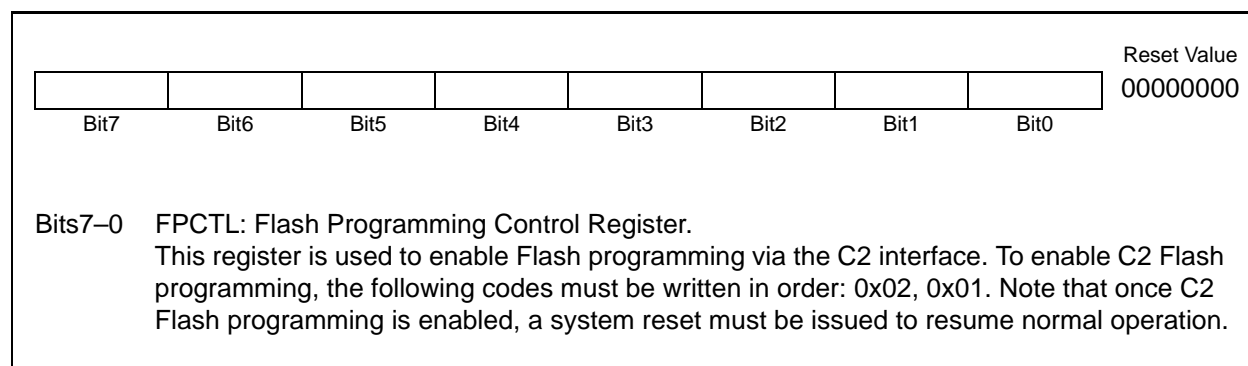 Reset Value
00000000
Bit7 Bit6 Bit5 Bit4 Bit3 Bit2 Bit1 Bit0
Bits7–0 FPCTL: Flash Programming Control Register.
This register is used to enable Flash programming via the C2 interface. To enable C2 Flash
programming, the following codes must be written in order: 0x02, 0x01. Note that once C2
Flash programming is enabled, a system reset must be issued to resume normal operation.